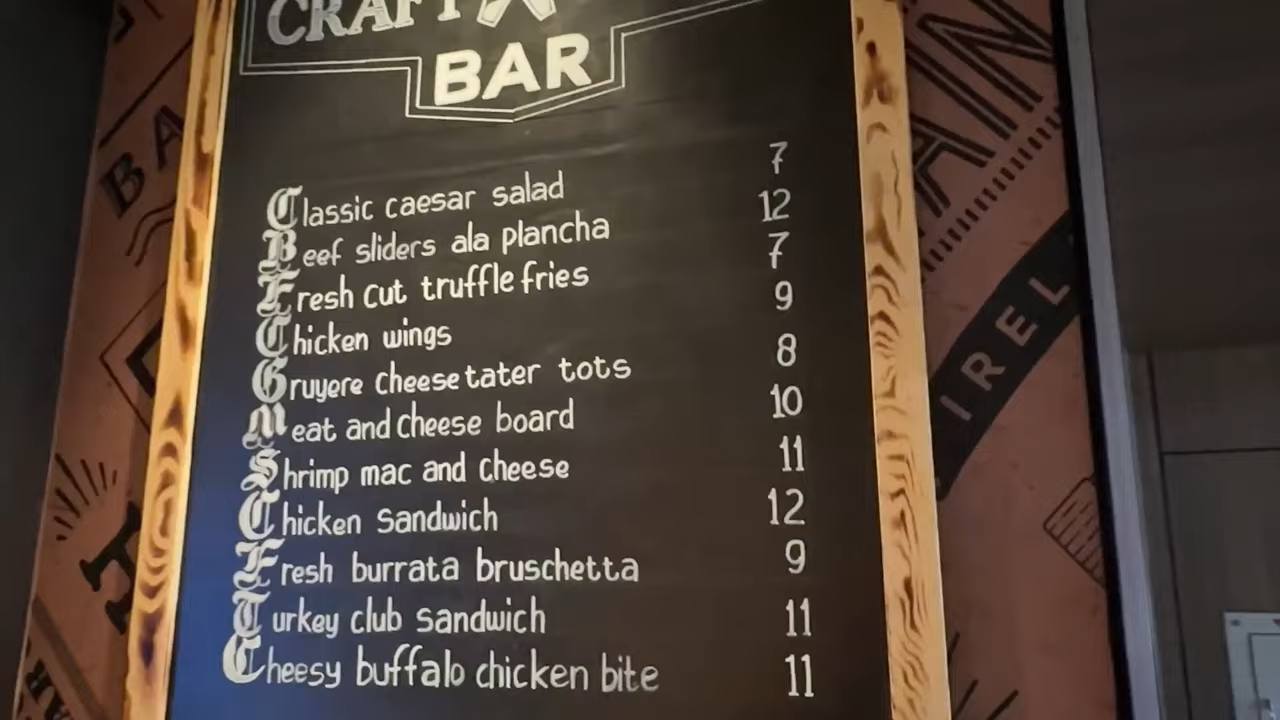 CRAFT
BAR
Classic caesar salad 7
Beef sliders ala plancha 12
Fresh cut truffle fries 7
Chicken wings 9
Gruyere cheese tater tots 8
Meat and cheese board 10
Shrimp mac and cheese 11
Chicken sandwich 12
Fresh burrata bruschetta 9
Turkey club sandwich 11
Cheesy buffalo chicken bite 11
IREL